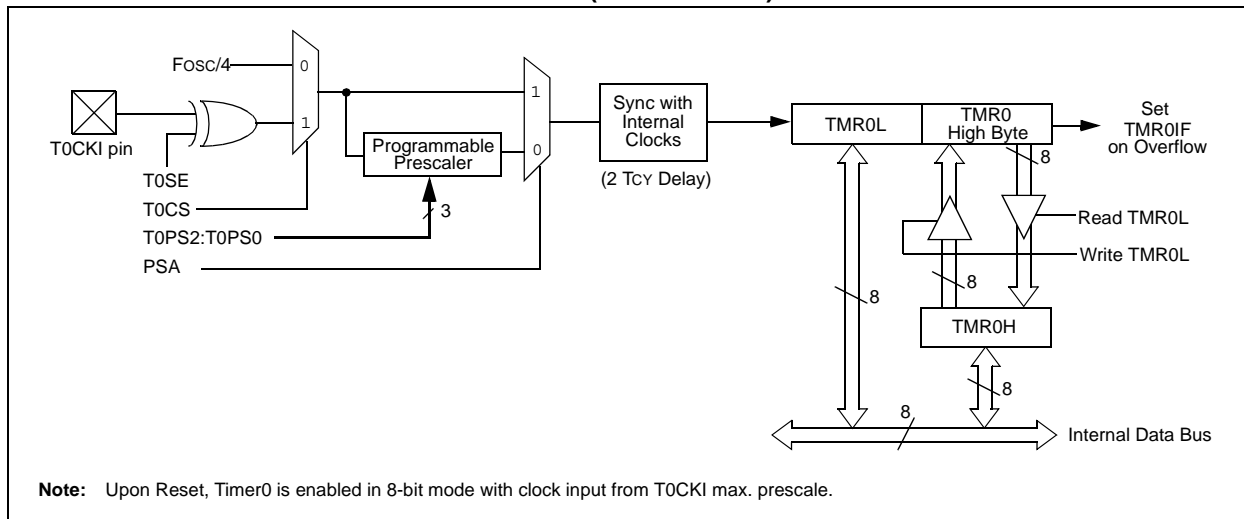 Fosc/4
0
1
T0CKI pin
T0SE
T0CS
T0PS2:T0PS0
PSA
Programmable
Prescaler
3
1
0
Sync with
Internal
Clocks
(2 TCY Delay)
TMR0L
TMR0
High Byte
Set
TMR0IF
on Overflow
8
Read TMR0L
Write TMR0L
8
8
TMR0H
8
8
Internal Data Bus
Note: Upon Reset, Timer0 is enabled in 8-bit mode with clock input from T0CKI max. prescale.